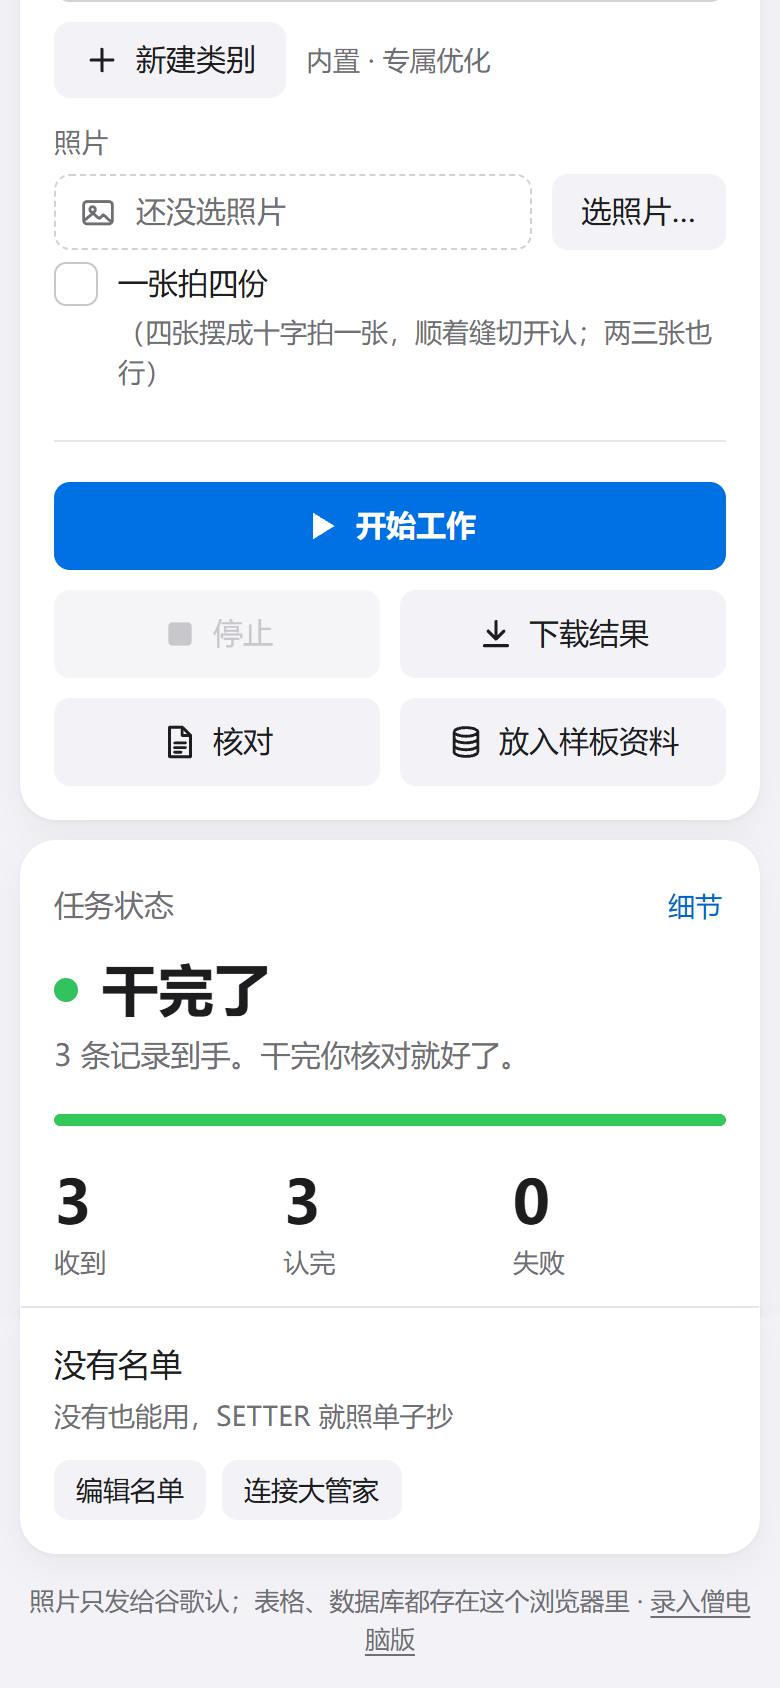 新建类别
内置 · 专属优化
照片
还没选照片
选照片...
一张拍四份
（四张摆成十字拍一张，顺着缝切开认；两三张也
行）
开始工作
停止
下载结果
核对
放入样板资料
任务状态
细节
干完了
3 条记录到手。干完你核对就好了。
3
3
0
收到
认完
失败
没有名单
没有也能用，SETTER 就照单子抄
编辑名单
连接大管家
照片只发给谷歌认；表格、数据库都存在这个浏览器里 · 录入僧电
脑版